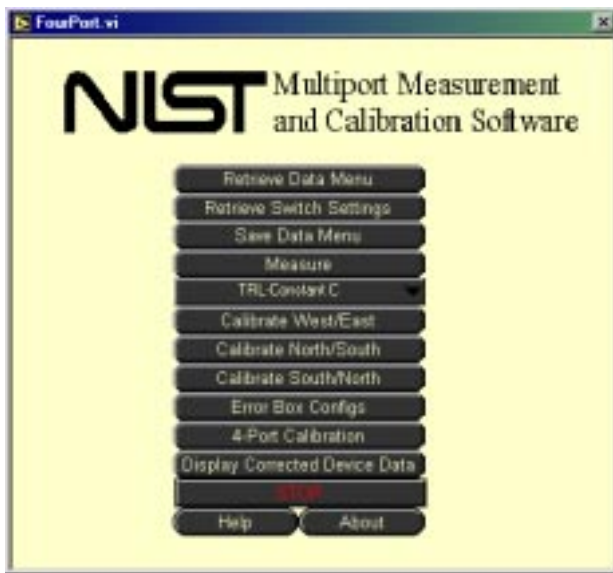 FourPort.vi
NIST Multiport Measurement
and Calibration Software
Retrieve Data Menu
Retrieve Switch Settings
Save Data Menu
Measure
TRL-Constant C
Calibrate West/East
Calibrate North/South
Calibrate South/North
Error Box Configs
4-Port Calibration
Display Corrected Device Data
STOP
Help About